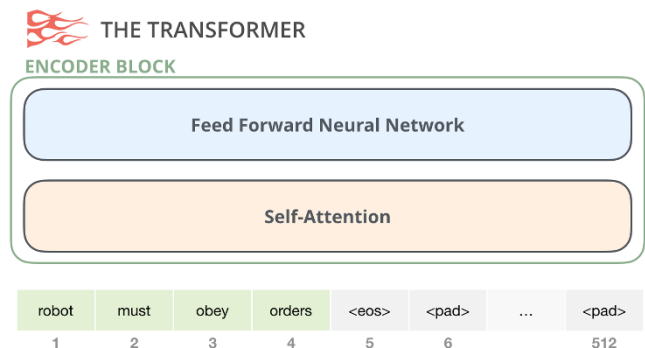 THE TRANSFORMER
ENCODER BLOCK
Feed Forward Neural Network
Self-Attention
robot must obey orders <eos> <pad> ... <pad>
1 2 3 4 5 6 512